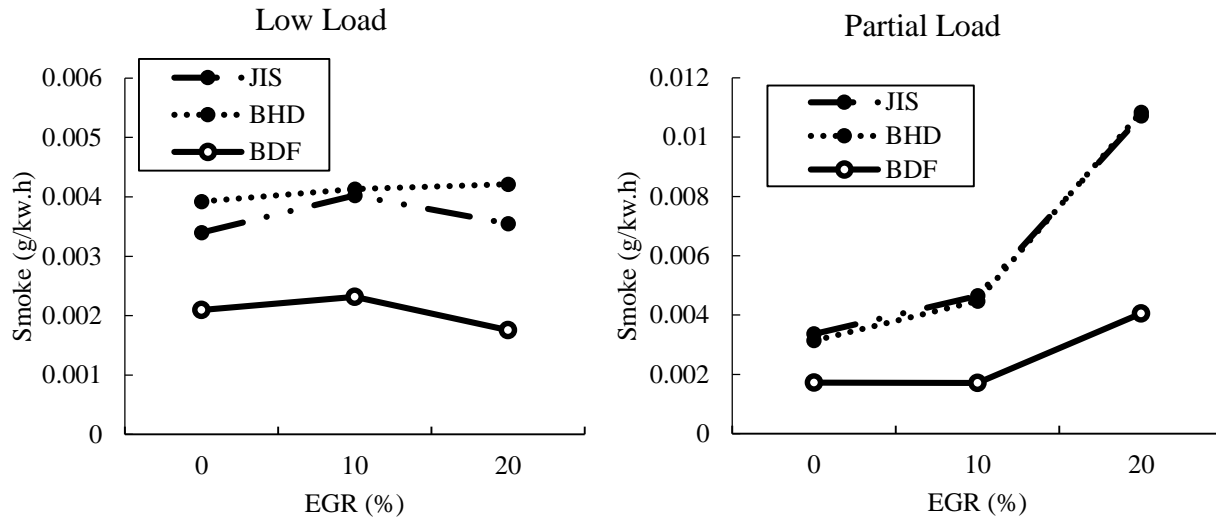 Low Load
0.006
0.005
0.004
0.003
0.002
0.001
0
Smoke (g/kw.h)
JIS
BHD
BDF
0 10 20
EGR (%)
Partial Load
0.012
0.01
0.008
0.006
0.004
0.002
0
Smoke (g/kw.h)
JIS
BHD
BDF
0 10 20
EGR (%)